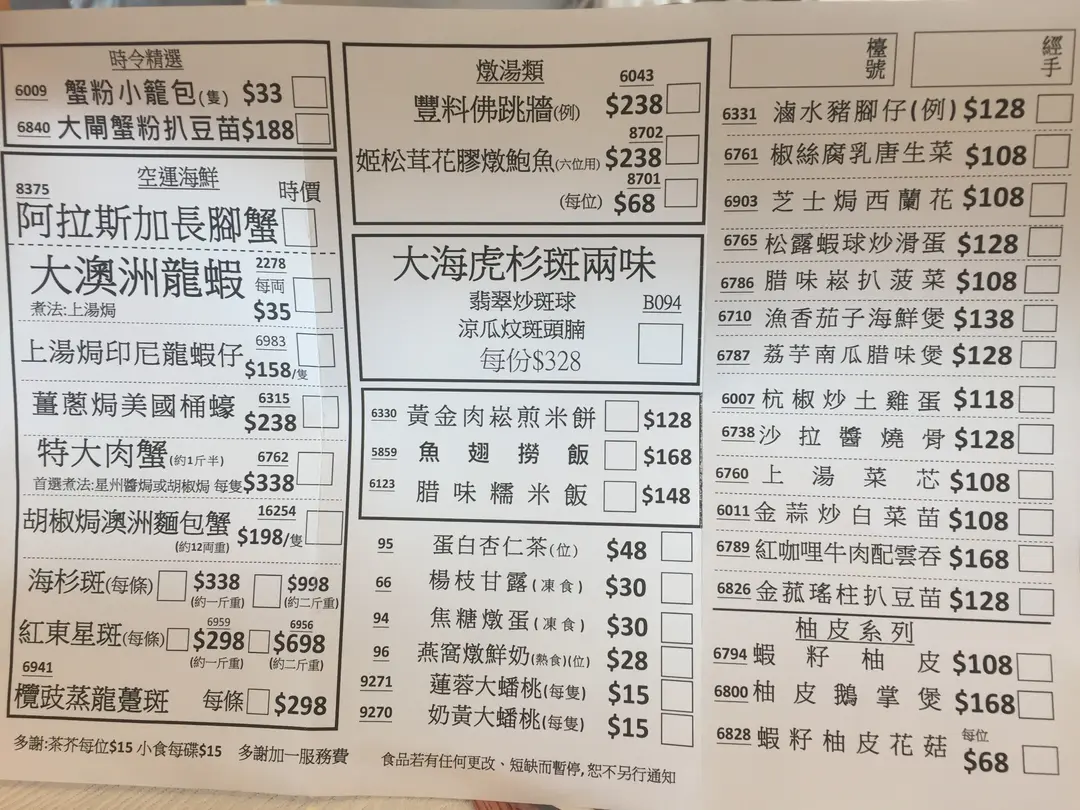 時令精選
6009 蟹粉小籠包(隻) $33
6840 大閘蟹粉扒豆苗$188
空運海鮮
8375 時價
阿拉斯加長腳蟹
大澳洲龍蝦 2278 每両
煮法:上湯焗 $35
上湯焗印尼龍蝦仔 6983 $158/隻
薑蔥焗美國桶蠔 6315 $238
特大肉蟹(約1斤半) 6762
首選煮法:星州醬焗或胡椒焗 每隻$338
胡椒焗澳洲麵包蟹 16254
(約12両重) $198/隻
海杉斑(每條) $338 $998
(約一斤重) (約二斤重)
紅東星斑(每條) 6959 $298 6956 $698
(約一斤重) (約二斤重)
6941
欖豉蒸龍躉斑 每條 $298
多謝:茶芥每位$15 小食每碟$15 多謝加一服務費
燉湯類
6043
豐料佛跳牆(例) $238
8702
姬松茸花膠燉鮑魚(六位用) $238
8701
(每位) $68
大海虎杉斑兩味
翡翠炒斑球 B094
涼瓜炆斑頭腩
每份$328
6330 黃金肉崧煎米餅 $128
5859 魚翅撈飯 $168
6123 腊味糯米飯 $148
95 蛋白杏仁茶(位) $48
66 楊枝甘露(凍食) $30
94 焦糖燉蛋(凍食) $30
96 燕窩燉鮮奶(熱食)(位) $28
9271 蓮蓉大蟠桃(每隻) $15
9270 奶黃大蟠桃(每隻) $15
食品若有任何更改、短缺而暫停,恕不另行通知
檯號 經手
6331 滷水豬腳仔(例) $128
6761 椒絲腐乳唐生菜 $108
6903 芝士焗西蘭花 $108
6765 松露蝦球炒滑蛋 $128
6786 腊味崧扒菠菜 $108
6710 漁香茄子海鮮煲 $138
6787 荔芋南瓜腊味煲 $128
6007 杭椒炒土雞蛋 $118
6738 沙拉醬燒骨 $128
6760 上湯菜芯 $108
6011 金蒜炒白菜苗 $108
6789 紅咖喱牛肉配雲吞 $168
6826 金菰瑤柱扒豆苗 $128
柚皮系列
6794 蝦籽柚皮 $108
6800 柚皮鵝掌煲 $168
6828 蝦籽柚皮花菇 每位 $68